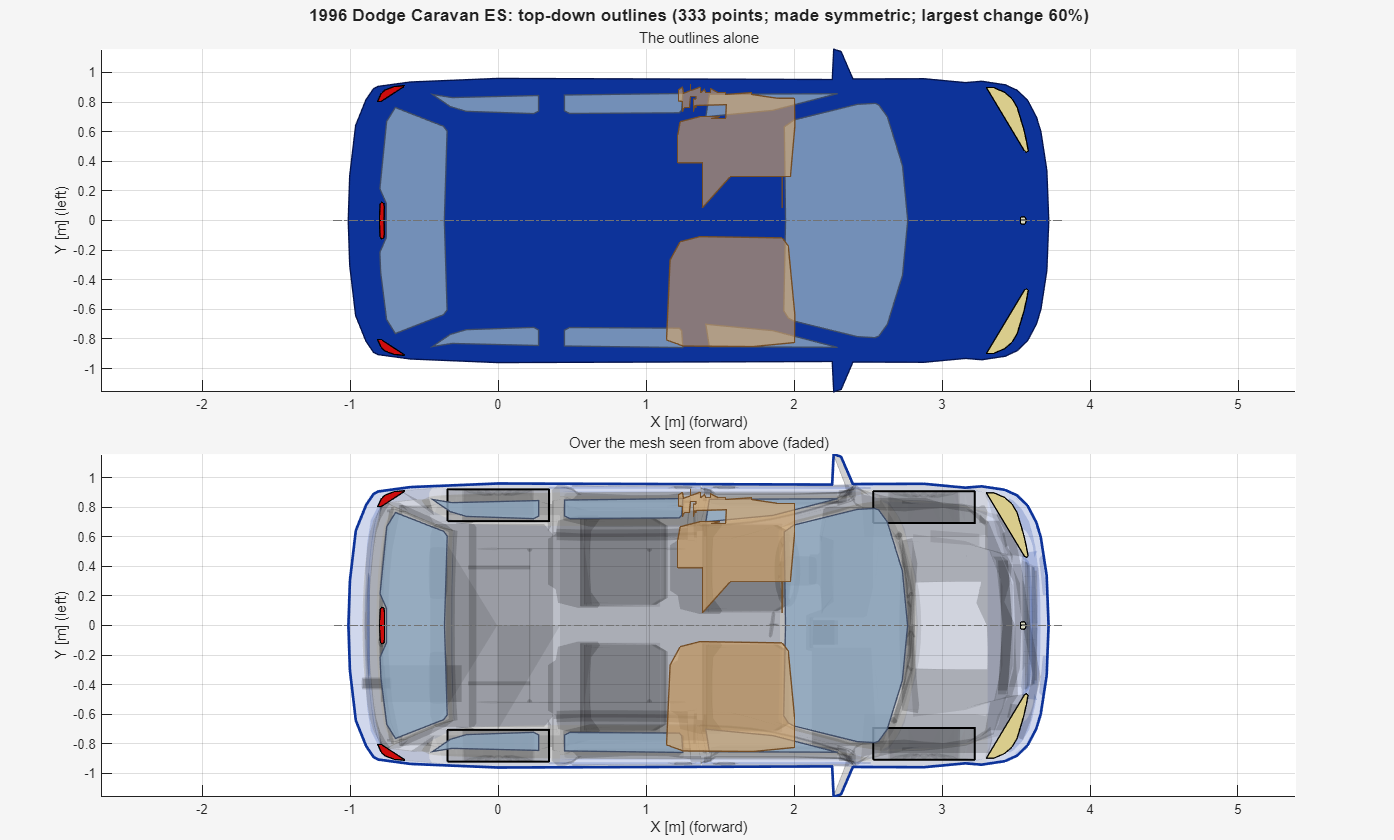 1996 Dodge Caravan ES: top-down outlines (333 points; made symmetric; largest change 60%)
The outlines alone
1
0.8
0.6
0.4
0.2
0
-0.2
-0.4
-0.6
-0.8
-1
Y [m] (left)
-2 -1 0 1 2 3 4 5
X [m] (forward)
Over the mesh seen from above (faded)
1
0.8
0.6
0.4
0.2
0
-0.2
-0.4
-0.6
-0.8
-1
Y [m] (left)
-2 -1 0 1 2 3 4 5
X [m] (forward)